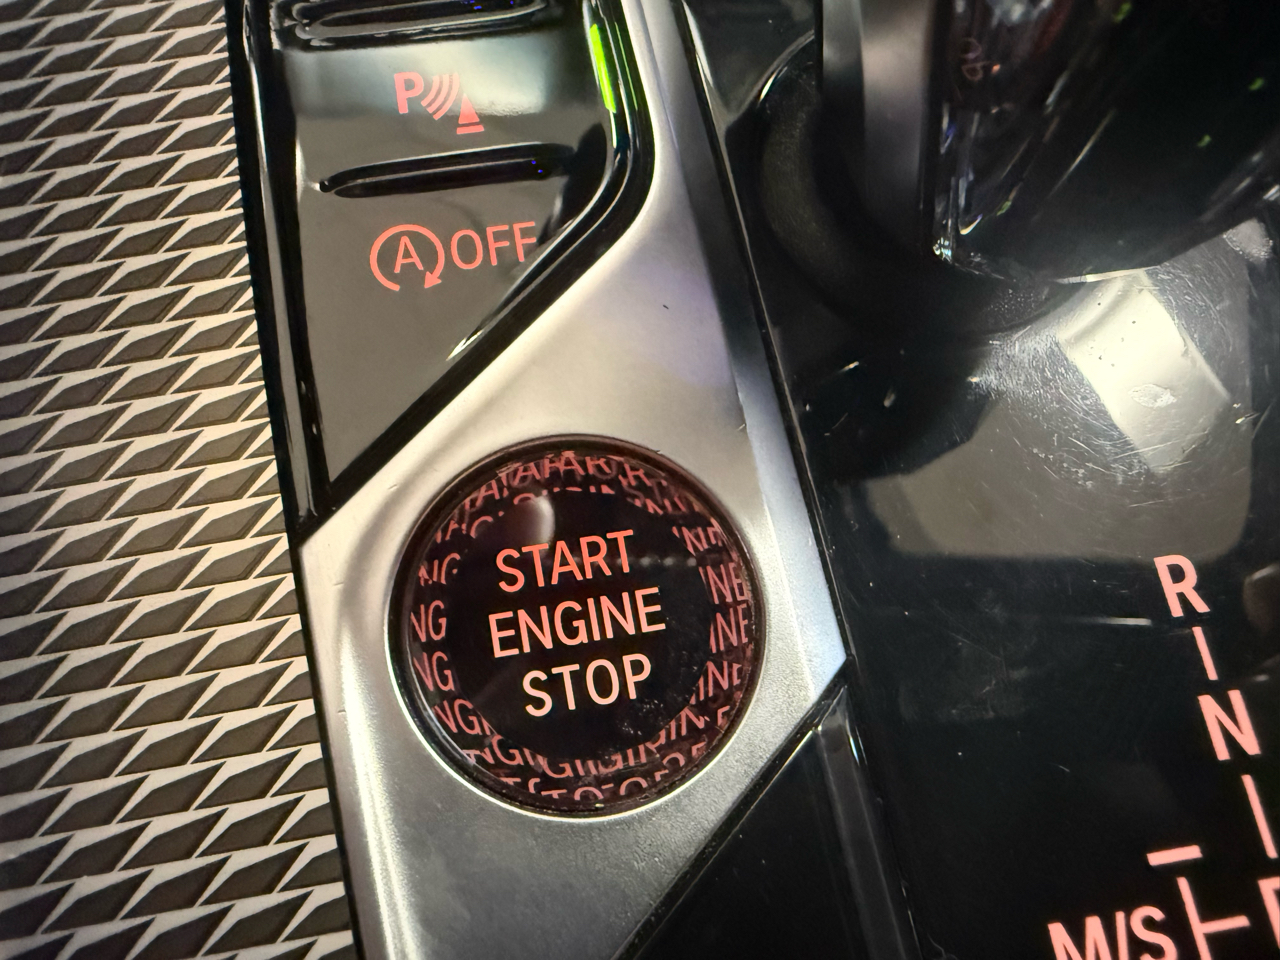 P
A OFF
START
ENGINE
STOP
R
N
M/S